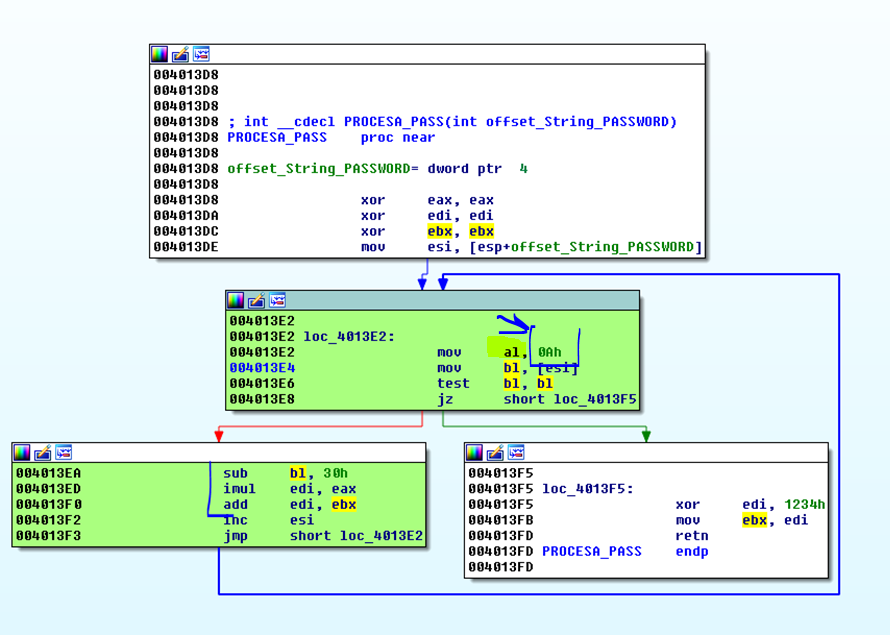 004013D8
004013D8
004013D8
004013D8 ; int __cdecl PROCESA_PASS(int offset_String_PASSWORD)
004013D8 PROCESA_PASS    proc near
004013D8
004013D8 offset_String_PASSWORD= dword ptr  4
004013D8
004013D8 xor     eax, eax
004013DA xor     edi, edi
004013DC xor     ebx, ebx
004013DE mov     esi, [esp+offset_String_PASSWORD]
004013E2
004013E2 loc_4013E2:
004013E2 mov     al, 0Ah
004013E4 mov     bl, [esi]
004013E6 test    bl, bl
004013E8 jz      short loc_4013F5
004013EA sub     bl, 30h
004013ED imul    edi, eax
004013F0 add     edi, ebx
004013F2 inc     esi
004013F3 jmp     short loc_4013E2
004013F5
004013F5 loc_4013F5:
004013F5 xor     edi, 1234h
004013FB mov     ebx, edi
004013FD retn
004013FD PROCESA_PASS    endp
004013FD